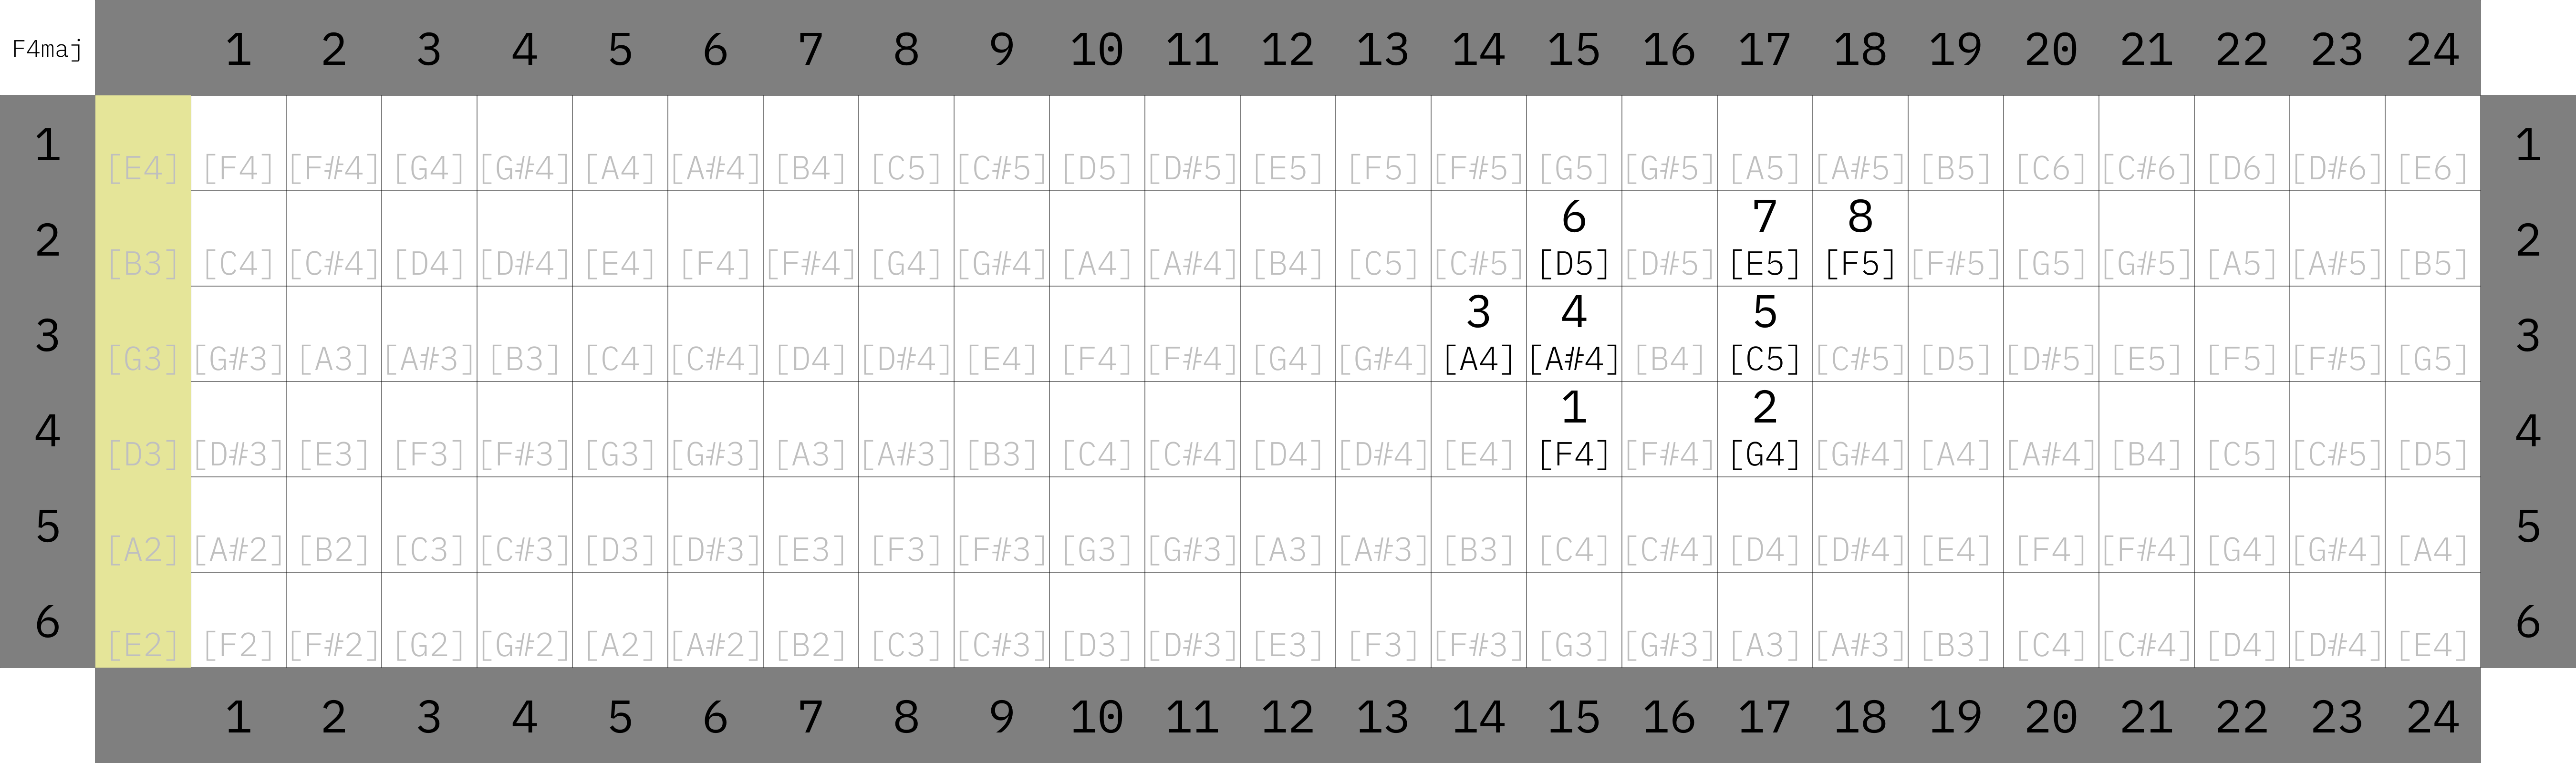 F4maj 1 2 3 4 5 6 7 8 9 10 11 12 13 14 15 16 17 18 19 20 21 22 23 24
1 [E4] [F4] [F#4] [G4] [G#4] [A4] [A#4] [B4] [C5] [C#5] [D5] [D#5] [E5] [F5] [F#5] [G5] [G#5] [A5] [A#5] [B5] [C6] [C#6] [D6] [D#6] [E6] 1
6 7 8
2 [B3] [C4] [C#4] [D4] [D#4] [E4] [F4] [F#4] [G4] [G#4] [A4] [A#4] [B4] [C5] [C#5] [D5] [D#5] [E5] [F5] [F#5] [G5] [G#5] [A5] [A#5] [B5] 2
3 4 5
3 [G3] [G#3] [A3] [A#3] [B3] [C4] [C#4] [D4] [D#4] [E4] [F4] [F#4] [G4] [G#4] [A4] [A#4] [B4] [C5] [C#5] [D5] [D#5] [E5] [F5] [F#5] [G5] 3
1 2
4 [D3] [D#3] [E3] [F3] [F#3] [G3] [G#3] [A3] [A#3] [B3] [C4] [C#4] [D4] [D#4] [E4] [F4] [F#4] [G4] [G#4] [A4] [A#4] [B4] [C5] [C#5] [D5] 4
5 [A2] [A#2] [B2] [C3] [C#3] [D3] [D#3] [E3] [F3] [F#3] [G3] [G#3] [A3] [A#3] [B3] [C4] [C#4] [D4] [D#4] [E4] [F4] [F#4] [G4] [G#4] [A4] 5
6 [E2] [F2] [F#2] [G2] [G#2] [A2] [A#2] [B2] [C3] [C#3] [D3] [D#3] [E3] [F3] [F#3] [G3] [G#3] [A3] [A#3] [B3] [C4] [C#4] [D4] [D#4] [E4] 6
1 2 3 4 5 6 7 8 9 10 11 12 13 14 15 16 17 18 19 20 21 22 23 24